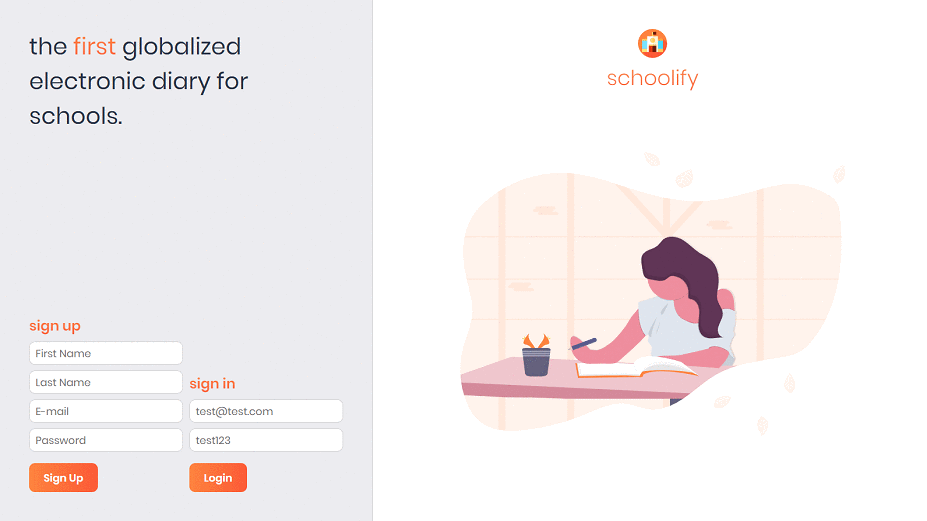 the first globalized
electronic diary for
schools.
schoolify
sign up
First Name
Last Name
E-mail
Password
Sign Up
sign in
test@test.com
test123
Login